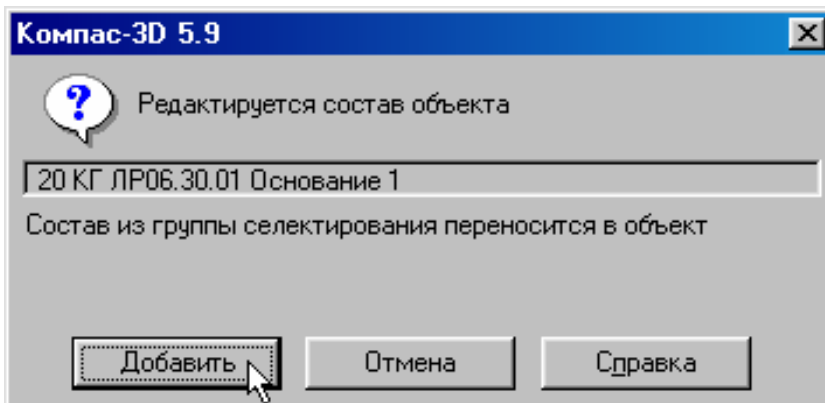 Компас-3D 5.9
Редактируется состав объекта
20 КГ ЛР06.30.01 Основание 1
Состав из группы селектирования переносится в объект
Добавить Отмена Справка